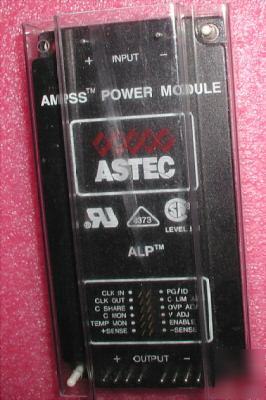 + INPUT -
AMPSS™ POWER MODULE
ASTEC
ALP™
CLK IN PG/ID
CLK OUT C LIM
C SHARE OVP ADJ
C MON V ADJ
TEMP MON ENABLE
+SENSE -SENSE
+ OUTPUT -